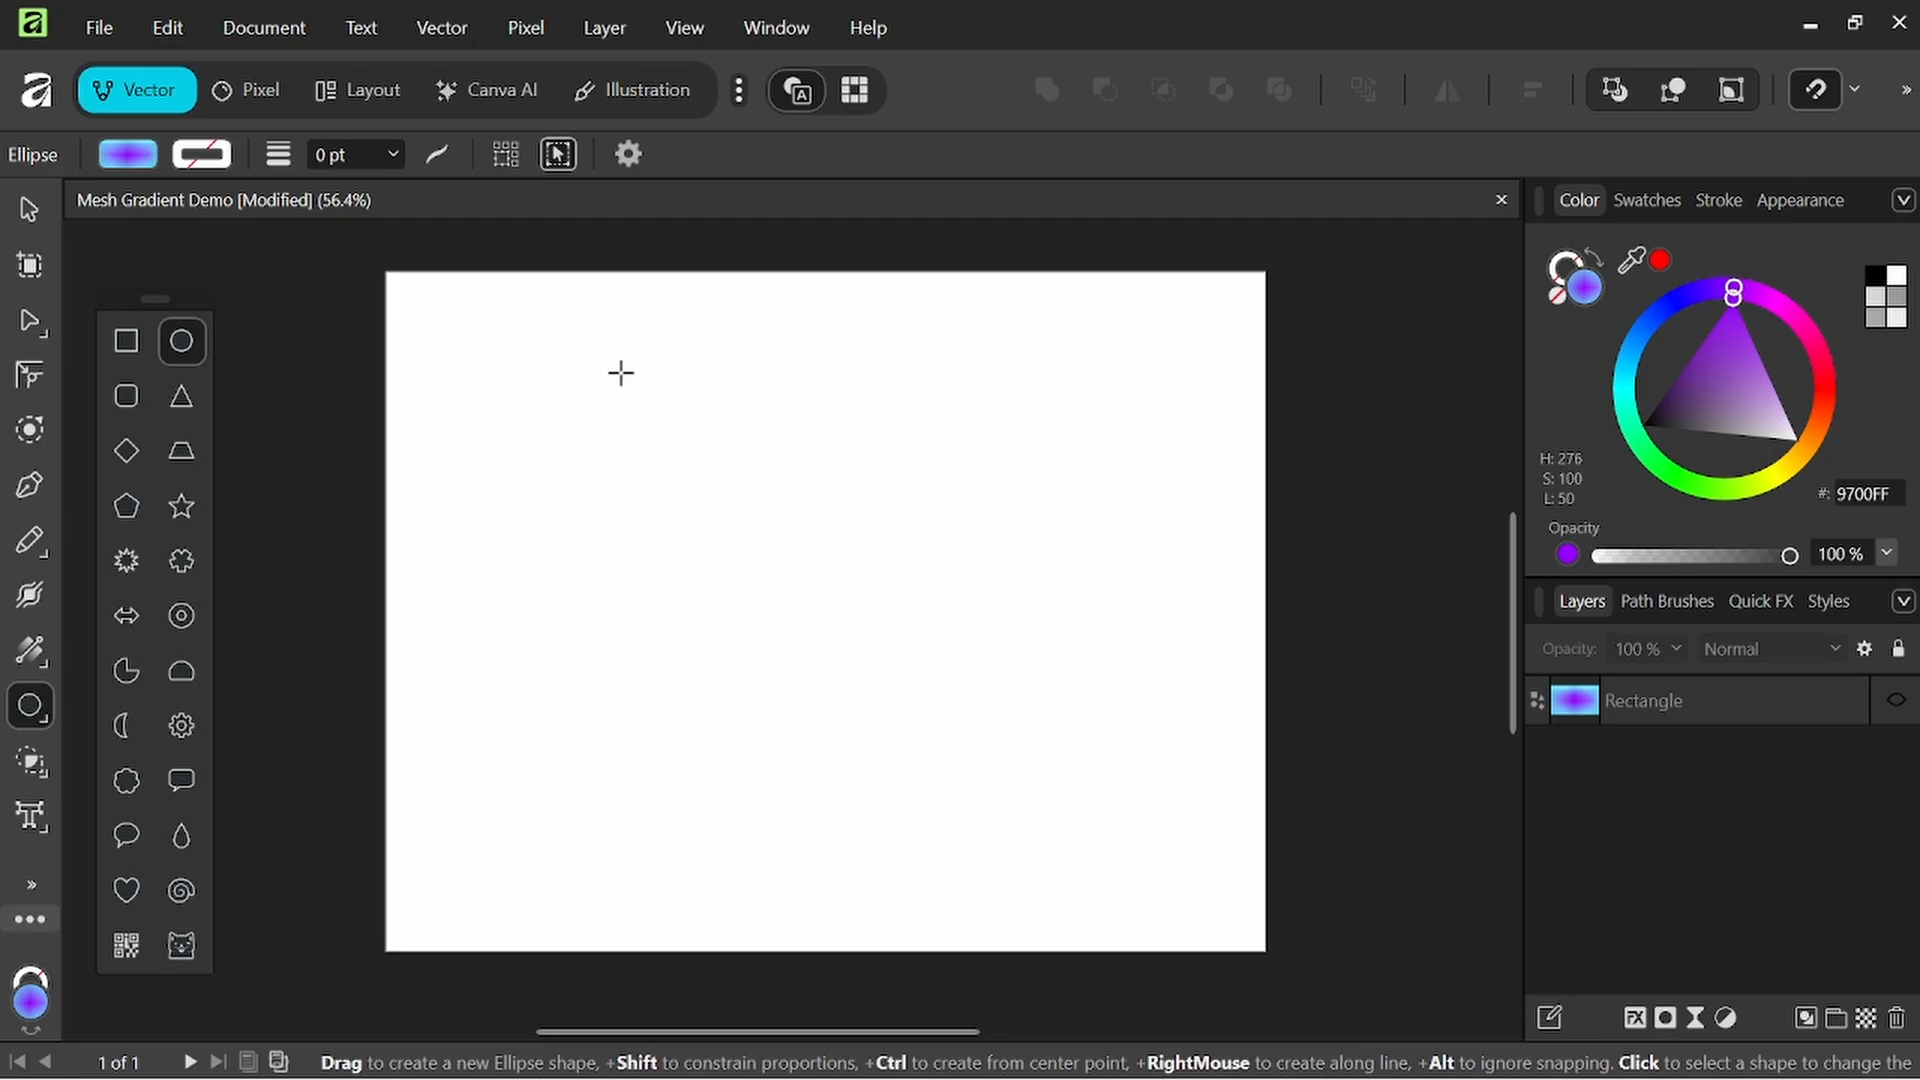 File Edit Document Text Vector Pixel Layer View Window Help
Vector Pixel Layout Canva AI Illustration
Ellipse 0 pt
Mesh Gradient Demo [Modified] (56.4%)
Color Swatches Stroke Appearance
H: 276
S: 100
L: 50
#: 9700FF
Opacity
100 %
Layers Path Brushes Quick FX Styles
Opacity: 100 % Normal
Rectangle
FX
1 of 1 Drag to create a new Ellipse shape, +Shift to constrain proportions, +Ctrl to create from center point, +RightMouse to create along line, +Alt to ignore snapping. Click to select a shape to change the